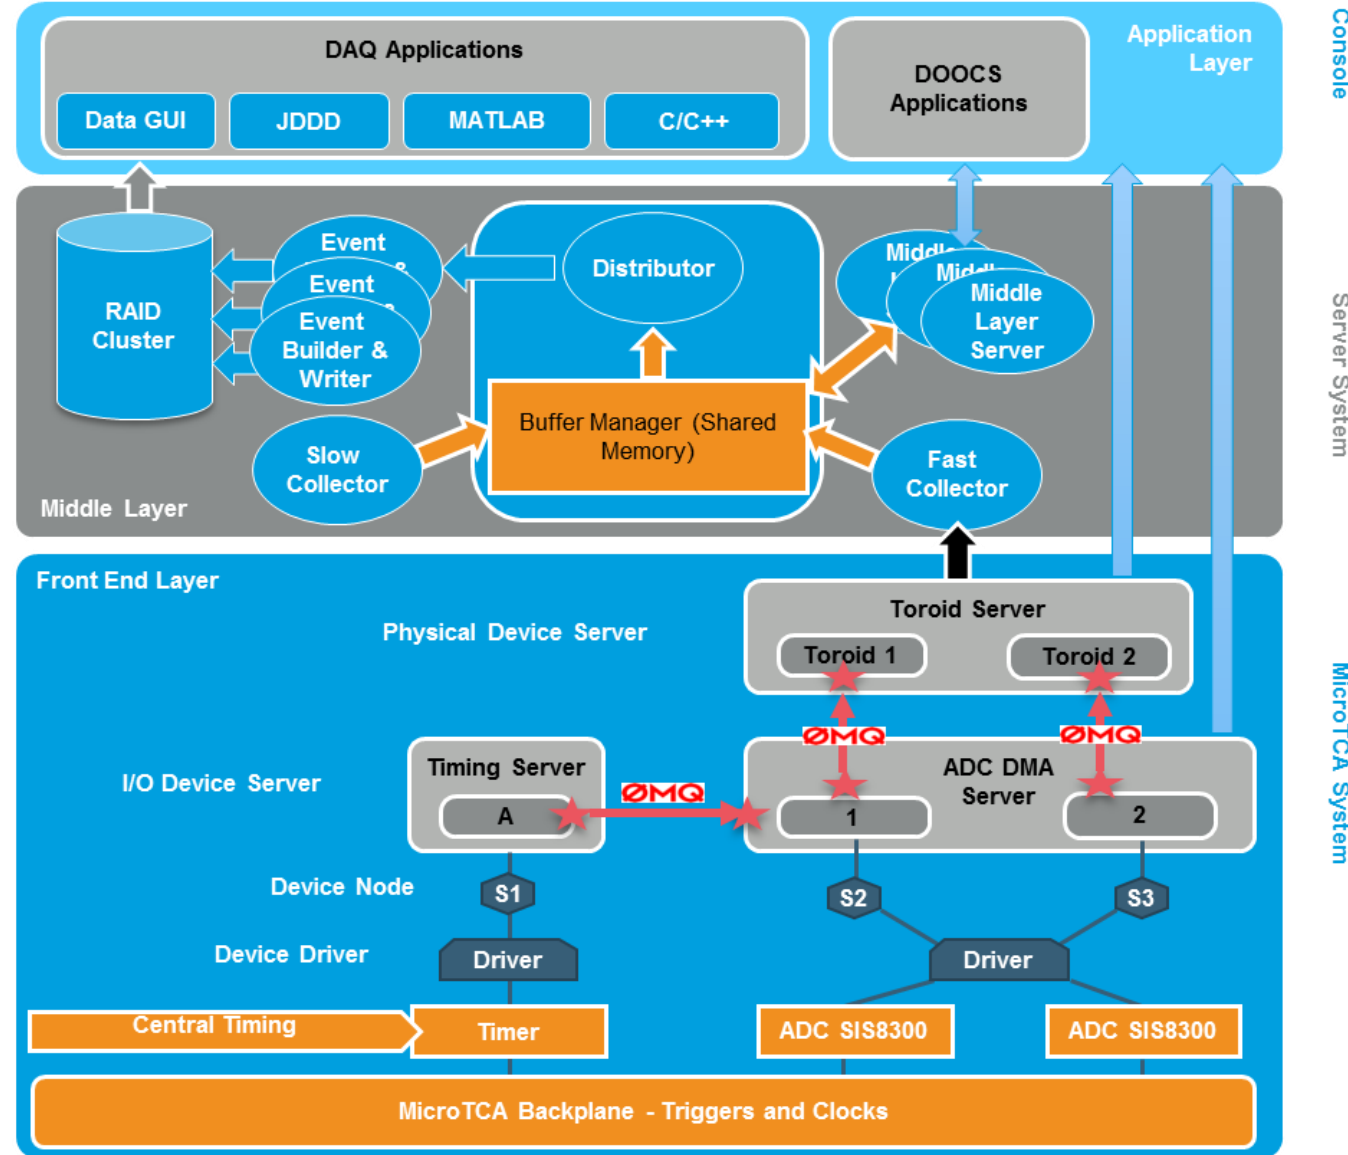 DAQ Applications
Data GUI
JDDD
MATLAB
C/C++
DOOCS
Applications
Application
Layer
Console
RAID
Cluster
Event
&
Event
&
Event
Builder &
Writer
Distributor
Middle
Middle
Middle
Layer
Server
Buffer Manager (Shared
Memory)
Slow
Collector
Fast
Collector
Middle Layer
Server System
Front End Layer
Physical Device Server
Toroid Server
Toroid 1
Toroid 2
ØMQ
ØMQ
I/O Device Server
Timing Server
A
ØMQ
ADC DMA
Server
1
2
MicroTCA System
Device Node
S1
S2
S3
Device Driver
Driver
Driver
Central Timing
Timer
ADC SIS8300
ADC SIS8300
MicroTCA Backplane - Triggers and Clocks